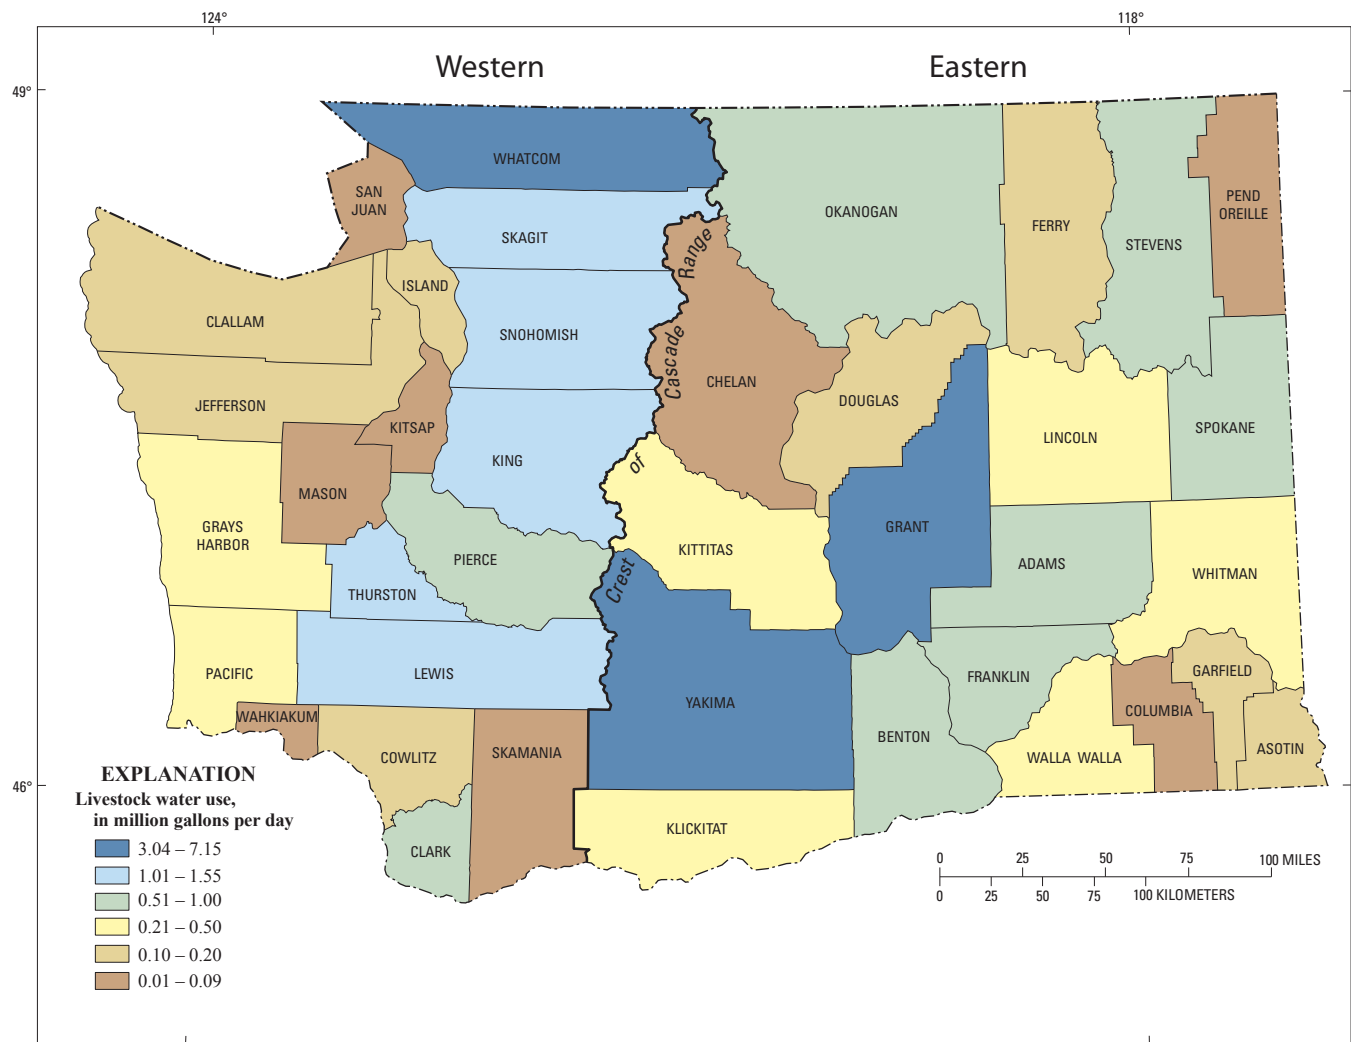 124°
118°
Western
Eastern
49°
WHATCOM
SAN
JUAN
SKAGIT
OKANOGAN
FERRY
STEVENS
PEND
OREILLE
CLALLAM
ISLAND
SNOHOMISH
Crest of Cascade Range
CHELAN
JEFFERSON
KITSAP
DOUGLAS
LINCOLN
SPOKANE
KING
MASON
GRAYS
HARBOR
GRANT
KITTITAS
PIERCE
ADAMS
WHITMAN
THURSTON
PACIFIC
LEWIS
YAKIMA
FRANKLIN
GARFIELD
WAHKIAKUM
COLUMBIA
COWLITZ
SKAMANIA
BENTON
WALLA WALLA
ASOTIN
46°
KLICKITAT
CLARK
EXPLANATION
Livestock water use,
in million gallons per day
3.04 – 7.15
1.01 – 1.55
0.51 – 1.00
0.21 – 0.50
0.10 – 0.20
0.01 – 0.09
0 25 50 75 100 MILES
0 25 50 75 100 KILOMETERS